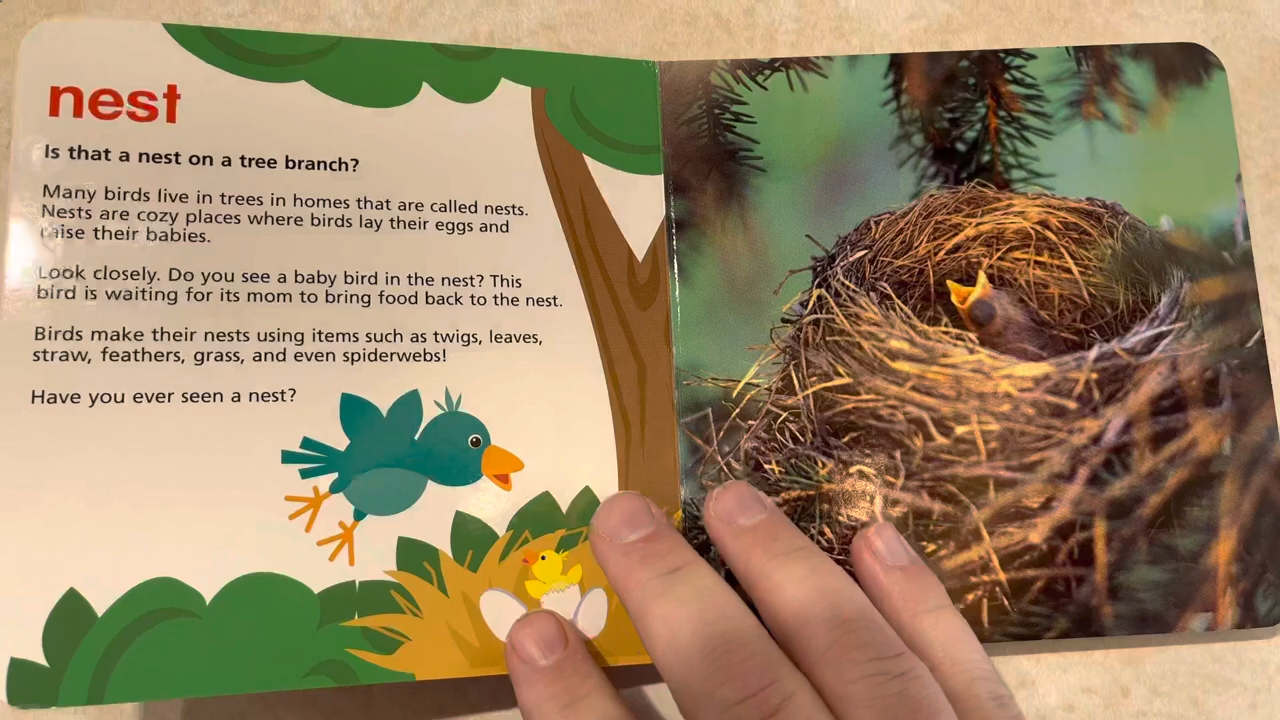 nest
Is that a nest on a tree branch?
Many birds live in trees in homes that are called nests.
Nests are cozy places where birds lay their eggs and
raise their babies.
Look closely. Do you see a baby bird in the nest? This
bird is waiting for its mom to bring food back to the nest.
Birds make their nests using items such as twigs, leaves,
straw, feathers, grass, and even spiderwebs!
Have you ever seen a nest?